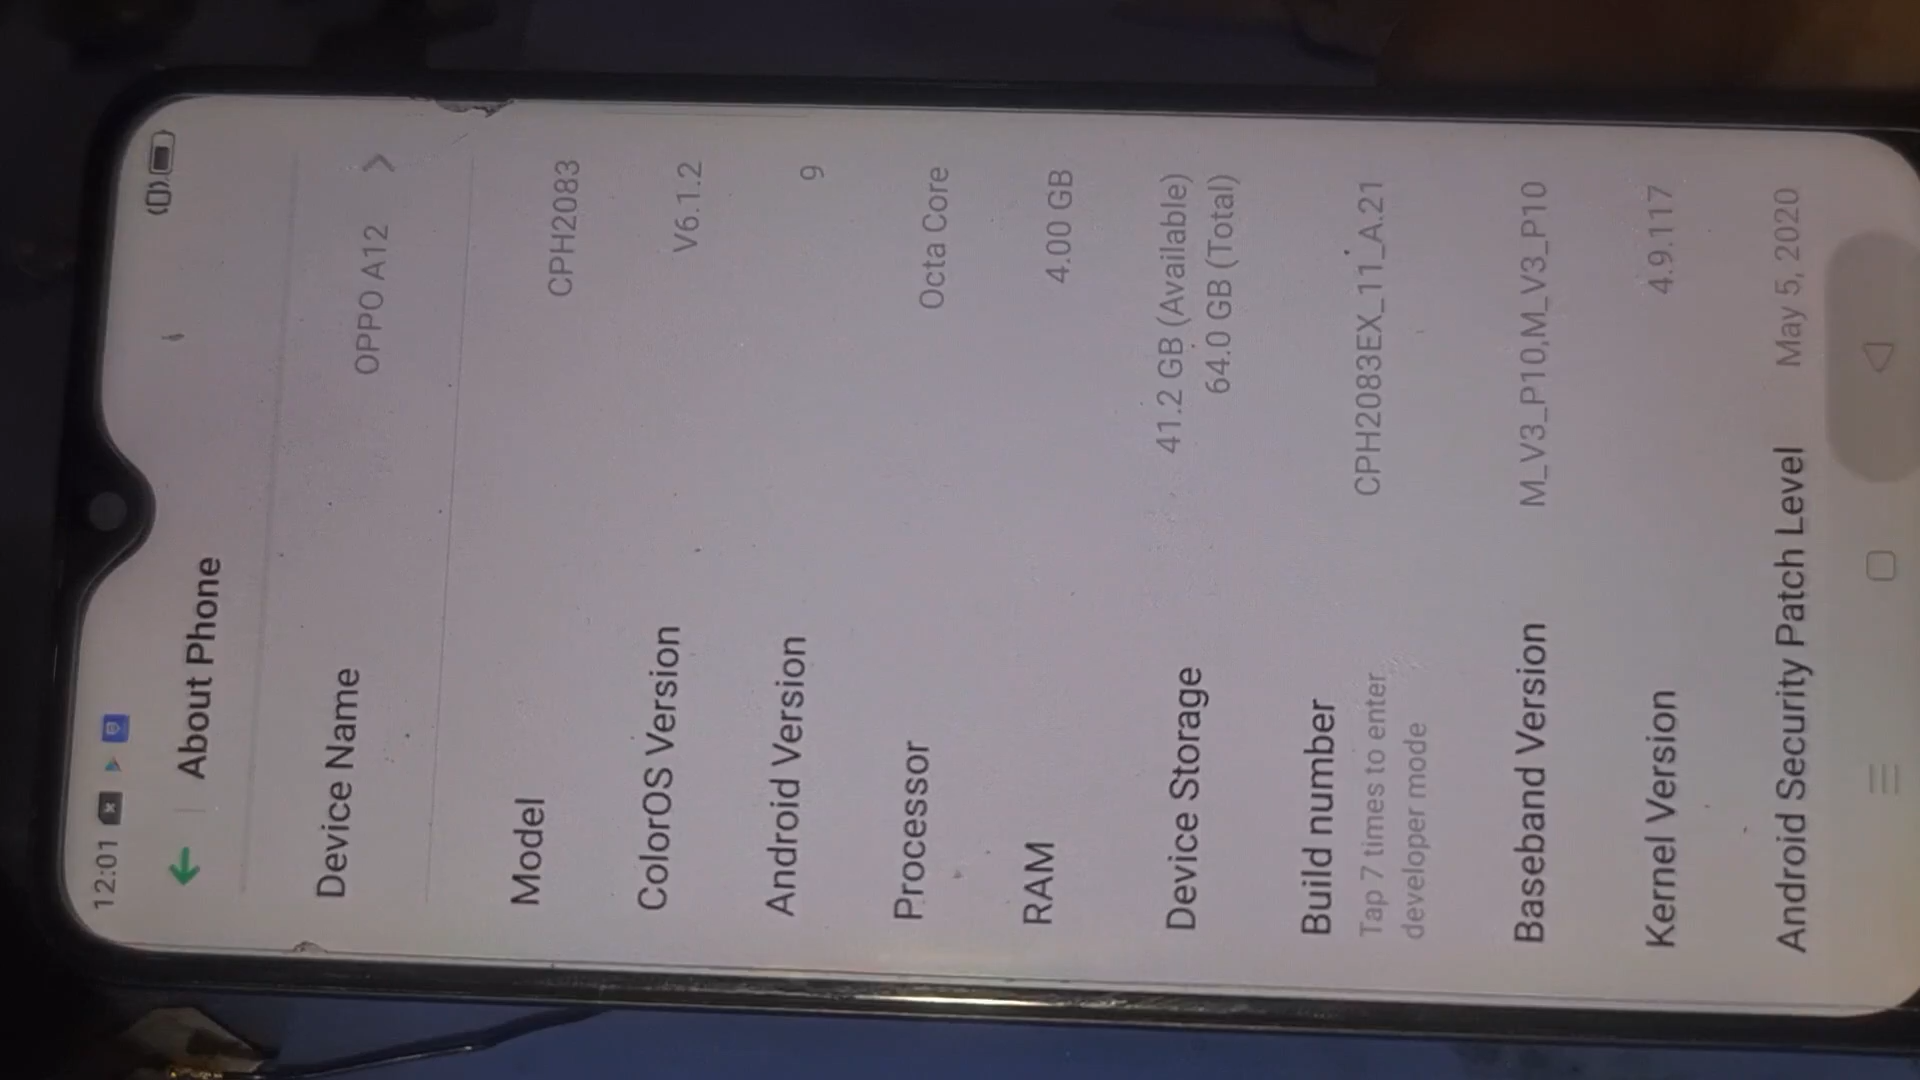 12:01
About Phone
Device Name OPPO A12
Model CPH2083
ColorOS Version V6.1.2
Android Version 9
Processor Octa Core
RAM 4.00 GB
Device Storage 41.2 GB (Available)
64.0 GB (Total)
Build number CPH2083EX_11_A.21
Tap 7 times to enter
developer mode
Baseband Version M_V3_P10,M_V3_P10
Kernel Version 4.9.117
Android Security Patch Level May 5, 2020